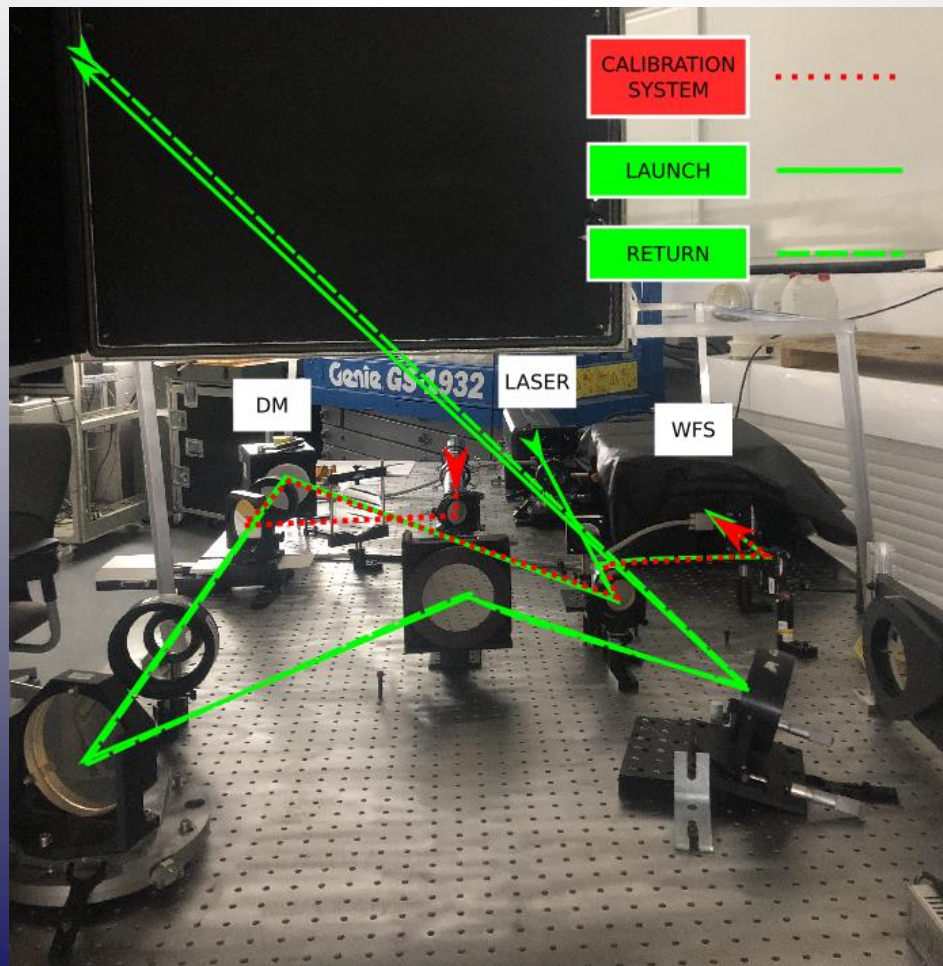 CALIBRATION
SYSTEM
LAUNCH
RETURN
Genie GS-1932
LASER
DM
WFS